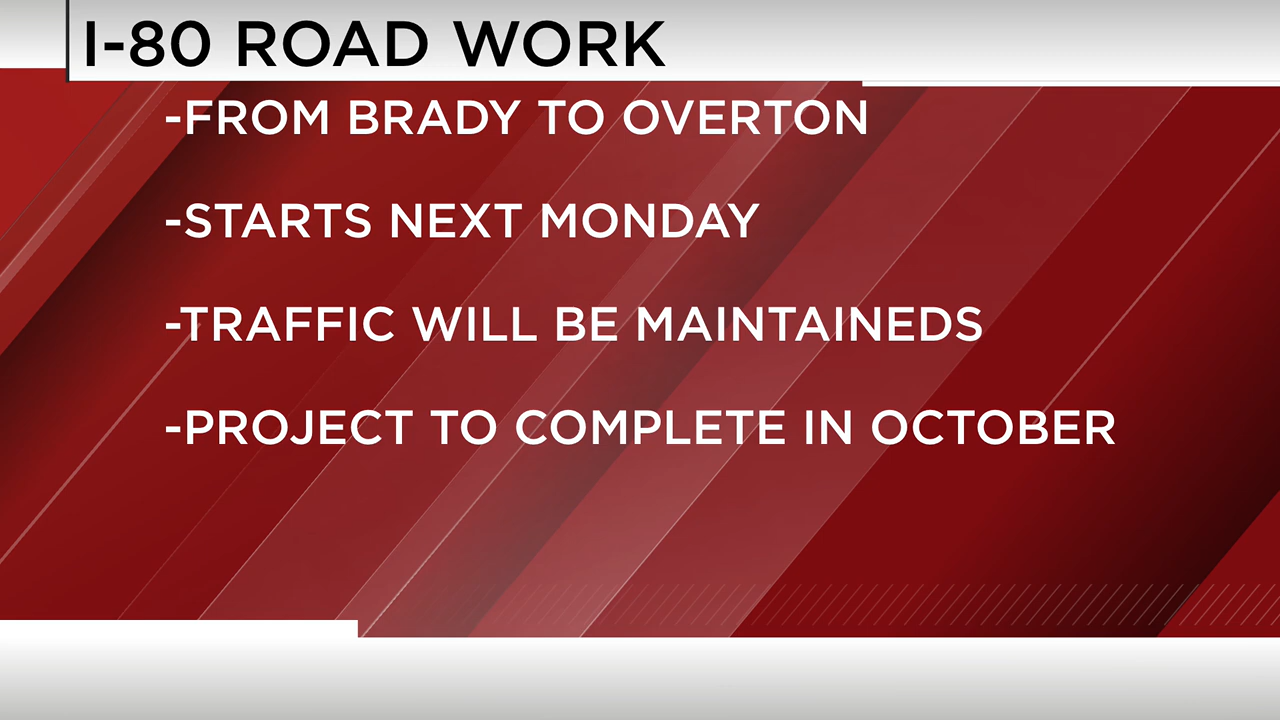 I-80 ROAD WORK
-FROM BRADY TO OVERTON
-STARTS NEXT MONDAY
-TRAFFIC WILL BE MAINTAINEDS
-PROJECT TO COMPLETE IN OCTOBER